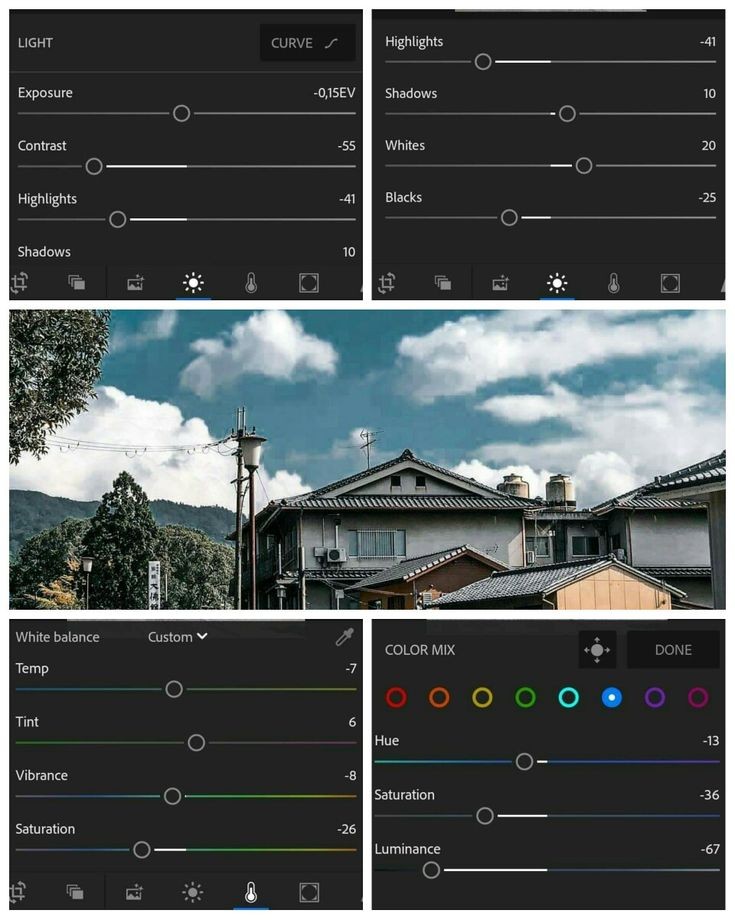 LIGHT
CURVE
Exposure
-0,15EV
Contrast
-55
Highlights
-41
Shadows
10
Highlights
-41
Shadows
10
Whites
20
Blacks
-25
White balance
Custom
Temp
-7
Tint
6
Vibrance
-8
Saturation
-26
COLOR MIX
DONE
Hue
-13
Saturation
-36
Luminance
-67